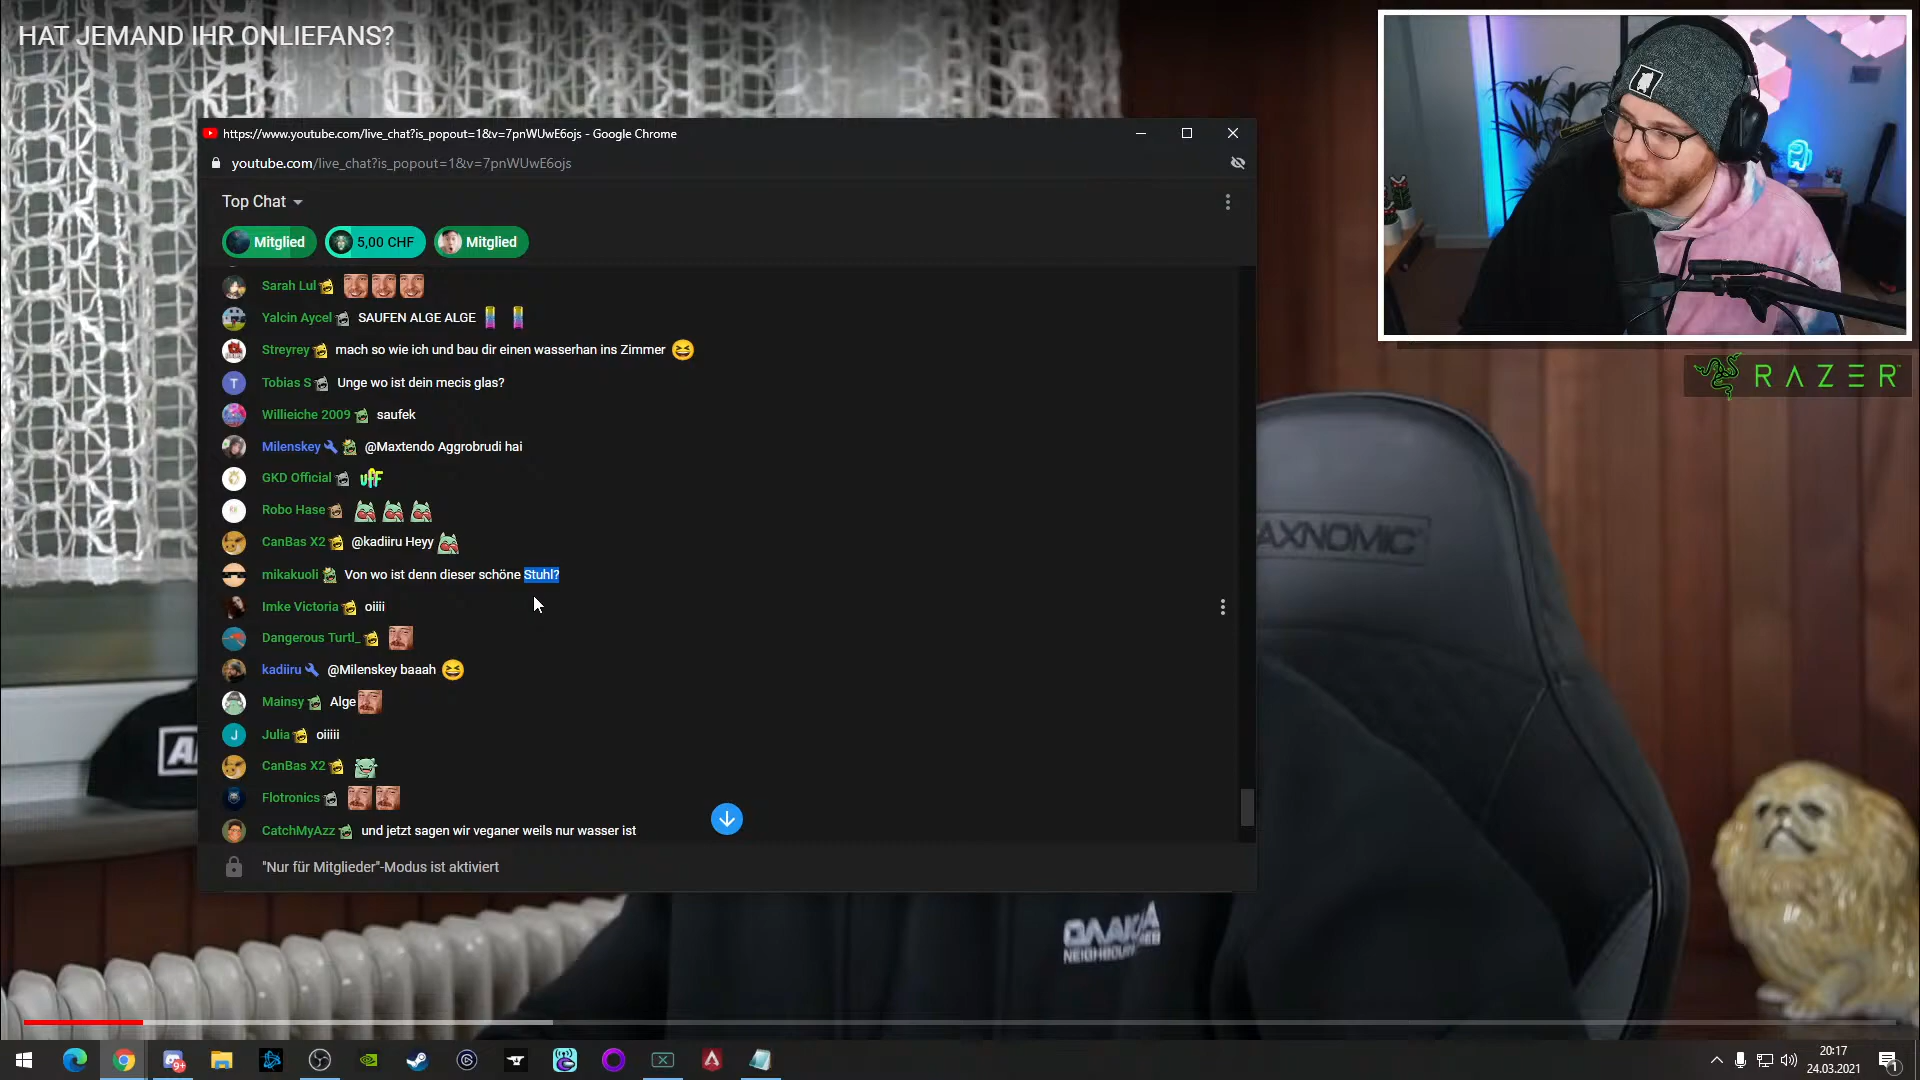 HAT JEMAND IHR ONLIEFANS?
https://www.youtube.com/live_chat?is_popout=1&v=7pnWUwE6ojs - Google Chrome
youtube.com/live_chat?is_popout=1&v=7pnWUwE6ojs
Top Chat
Mitglied 5,00 CHF Mitglied
Sarah Lul
Yalcin Aycel SAUFEN ALGE ALGE
Streyrey mach so wie ich und bau dir einen wasserhan ins Zimmer
T Tobias S Unge wo ist dein mecis glas?
Willieiche 2009 saufek
Milenskey @Maxtendo Aggrobrudi hai
GKD Official uff
Robo Hase
CanBas X2 @kadiiru Heyy
mikakuoli Von wo ist denn dieser schöne Stuhl?
Imke Victoria oiiii
Dangerous Turtl_
kadiiru @Milenskey baaah
Mainsy Alge
J Julia oiiiii
CanBas X2
Flotronics
CatchMyAzz und jetzt sagen wir veganer weils nur wasser ist
"Nur für Mitglieder"-Modus ist aktiviert
RAZER
AXNOMIC
NEIGHBOU
9+
20:17
24.03.2021
1